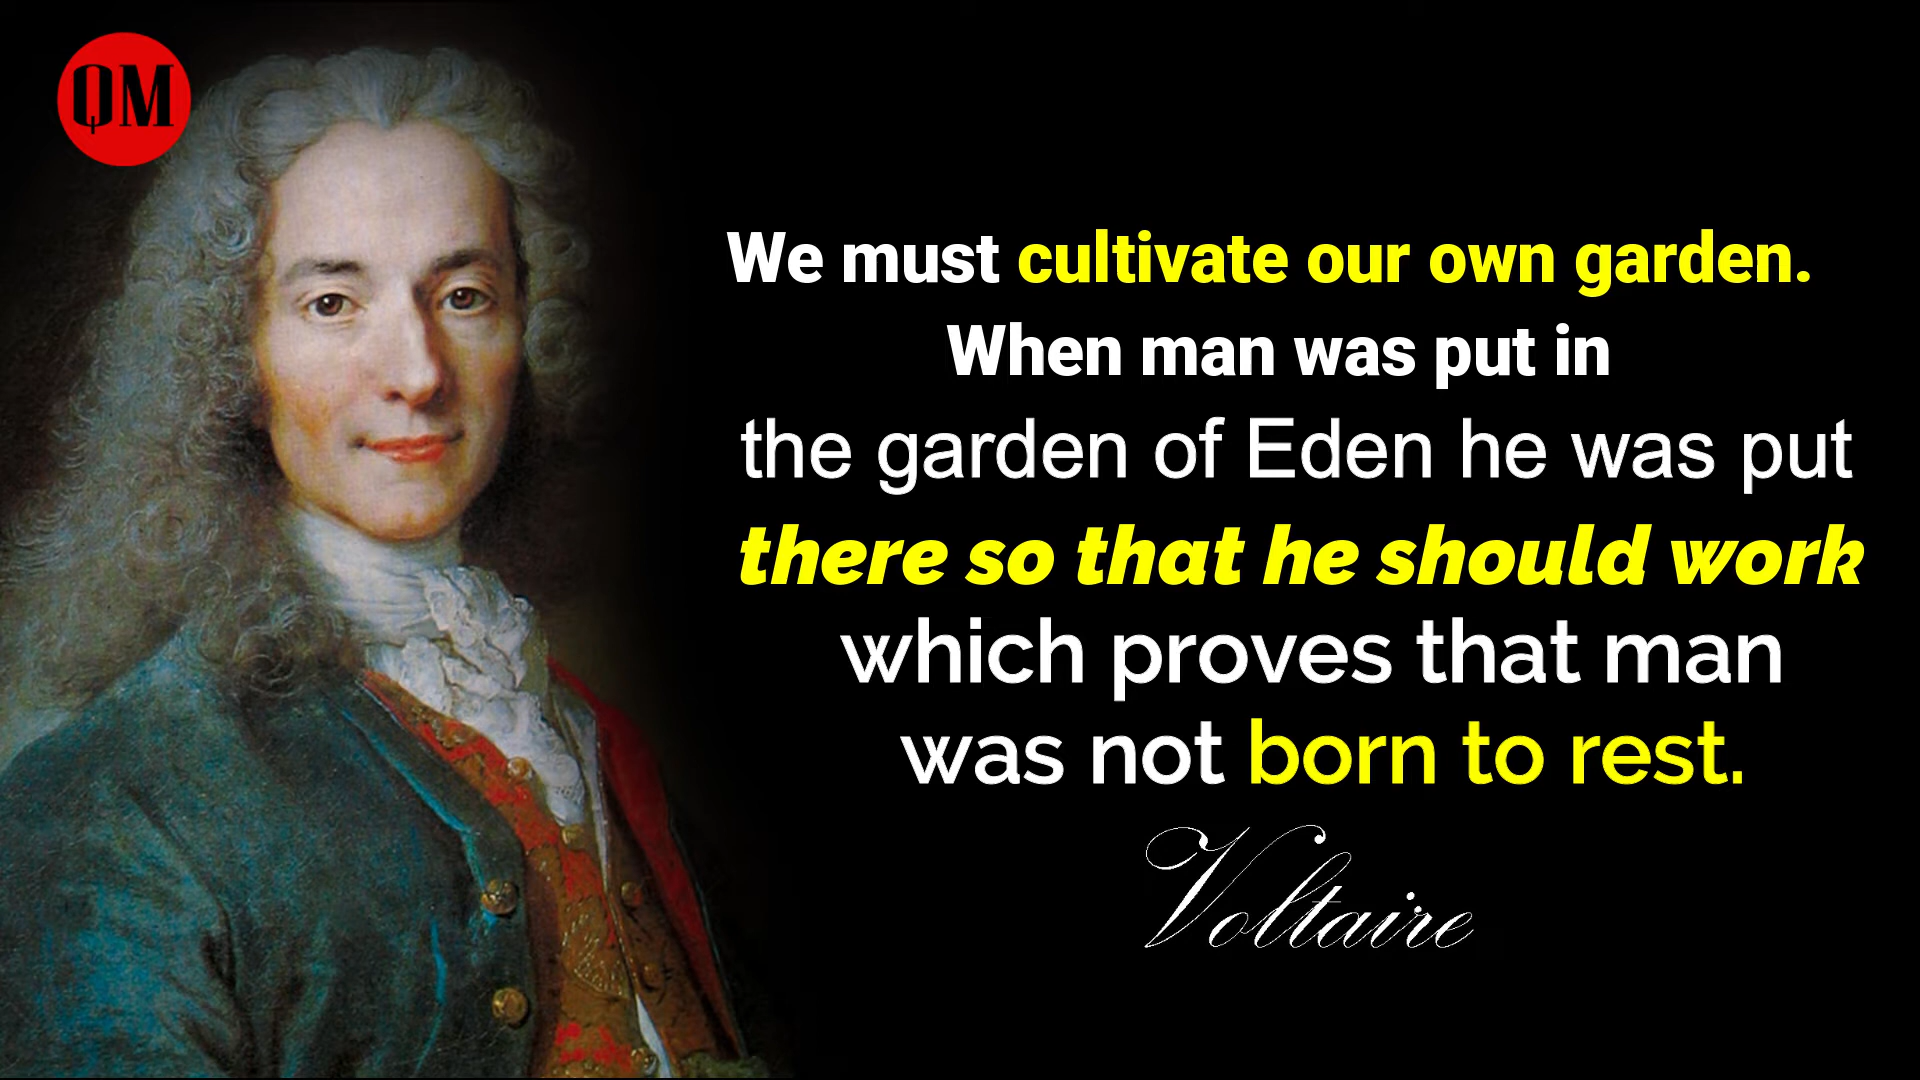 QM
We must cultivate our own garden.
When man was put in
the garden of Eden he was put
there so that he should work
which proves that man
was not born to rest.
Voltaire